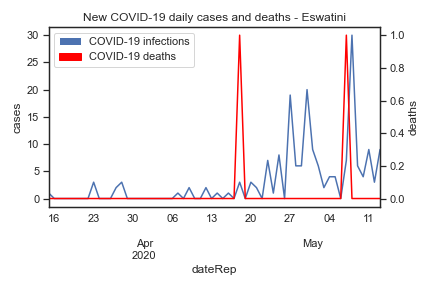 New COVID-19 daily cases and deaths - Eswatini
COVID-19 infections
COVID-19 deaths
30
25
20
15
10
5
0
cases
1.0
0.8
0.6
0.4
0.2
0.0
deaths
16 23 30 06 13 20 27 04 11
Apr May
2020
dateRep